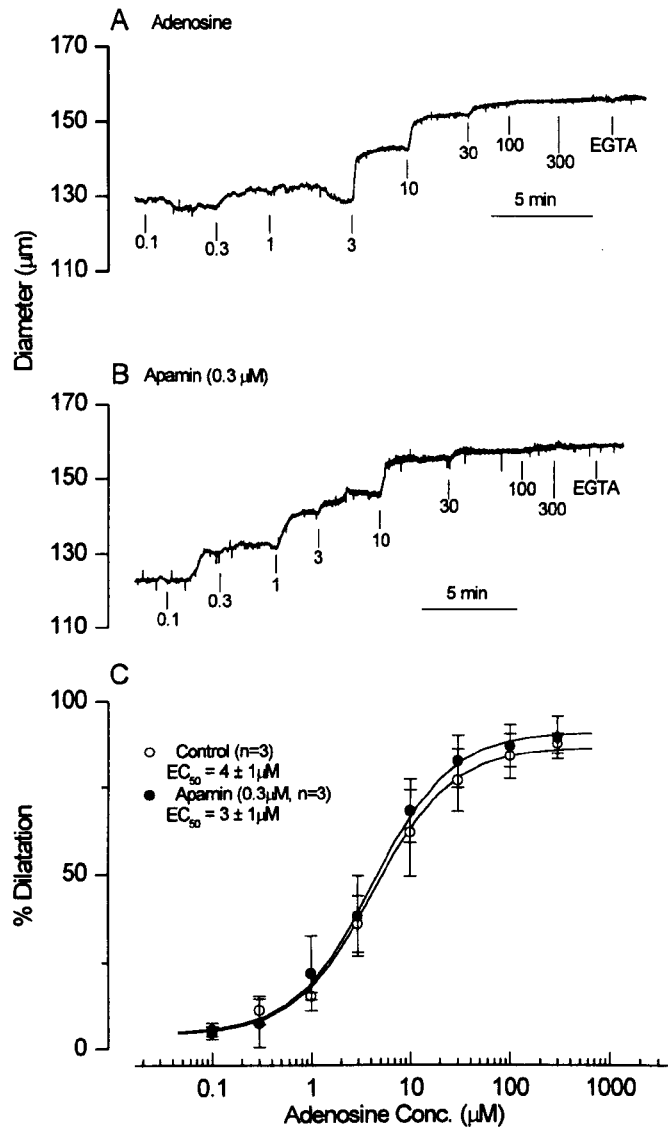 A Adenosine
170
150
130
110
0.1
0.3
1
3
10
30
100
300
EGTA
5 min
Diameter (μm)
B Apamin (0.3 μM)
170
150
130
110
0.1
0.3
1
3
10
30
100
300
EGTA
5 min
C
100
50
0
% Dilatation
Control (n=3)
EC50 = 4 ± 1μM
Apamin (0.3μM, n=3)
EC50 = 3 ± 1μM
0.1 1 10 100 1000
Adenosine Conc. (μM)